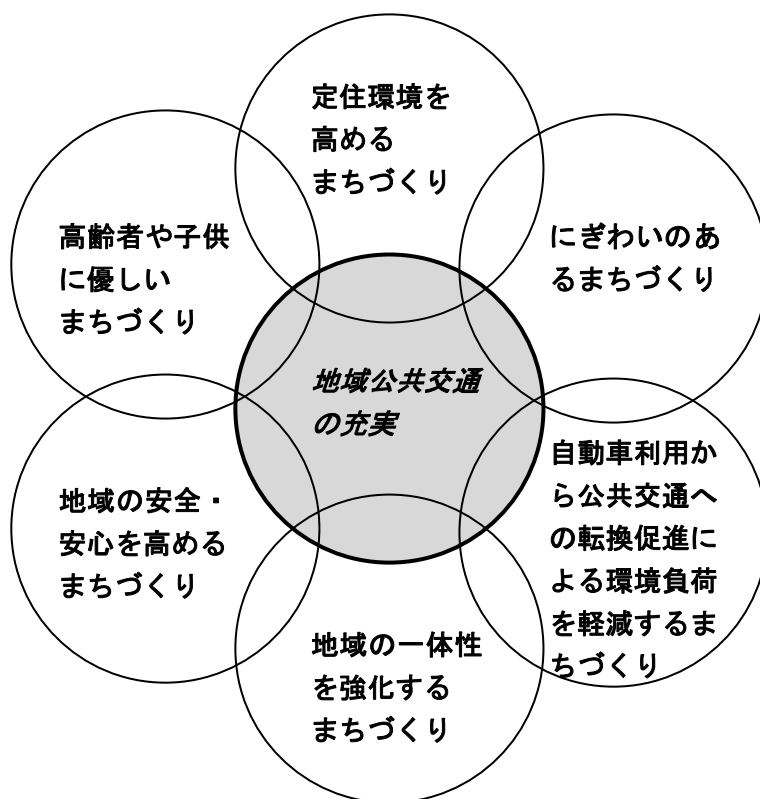 定住環境を
高める
まちづくり
高齢者や子供
に優しい
まちづくり
にぎわいのあ
るまちづくり
地域公共交通
の充実
自動車利用か
ら公共交通へ
の転換促進に
よる環境負荷
を軽減するま
ちづくり
地域の安全・
安心を高める
まちづくり
地域の一体性
を強化する
まちづくり